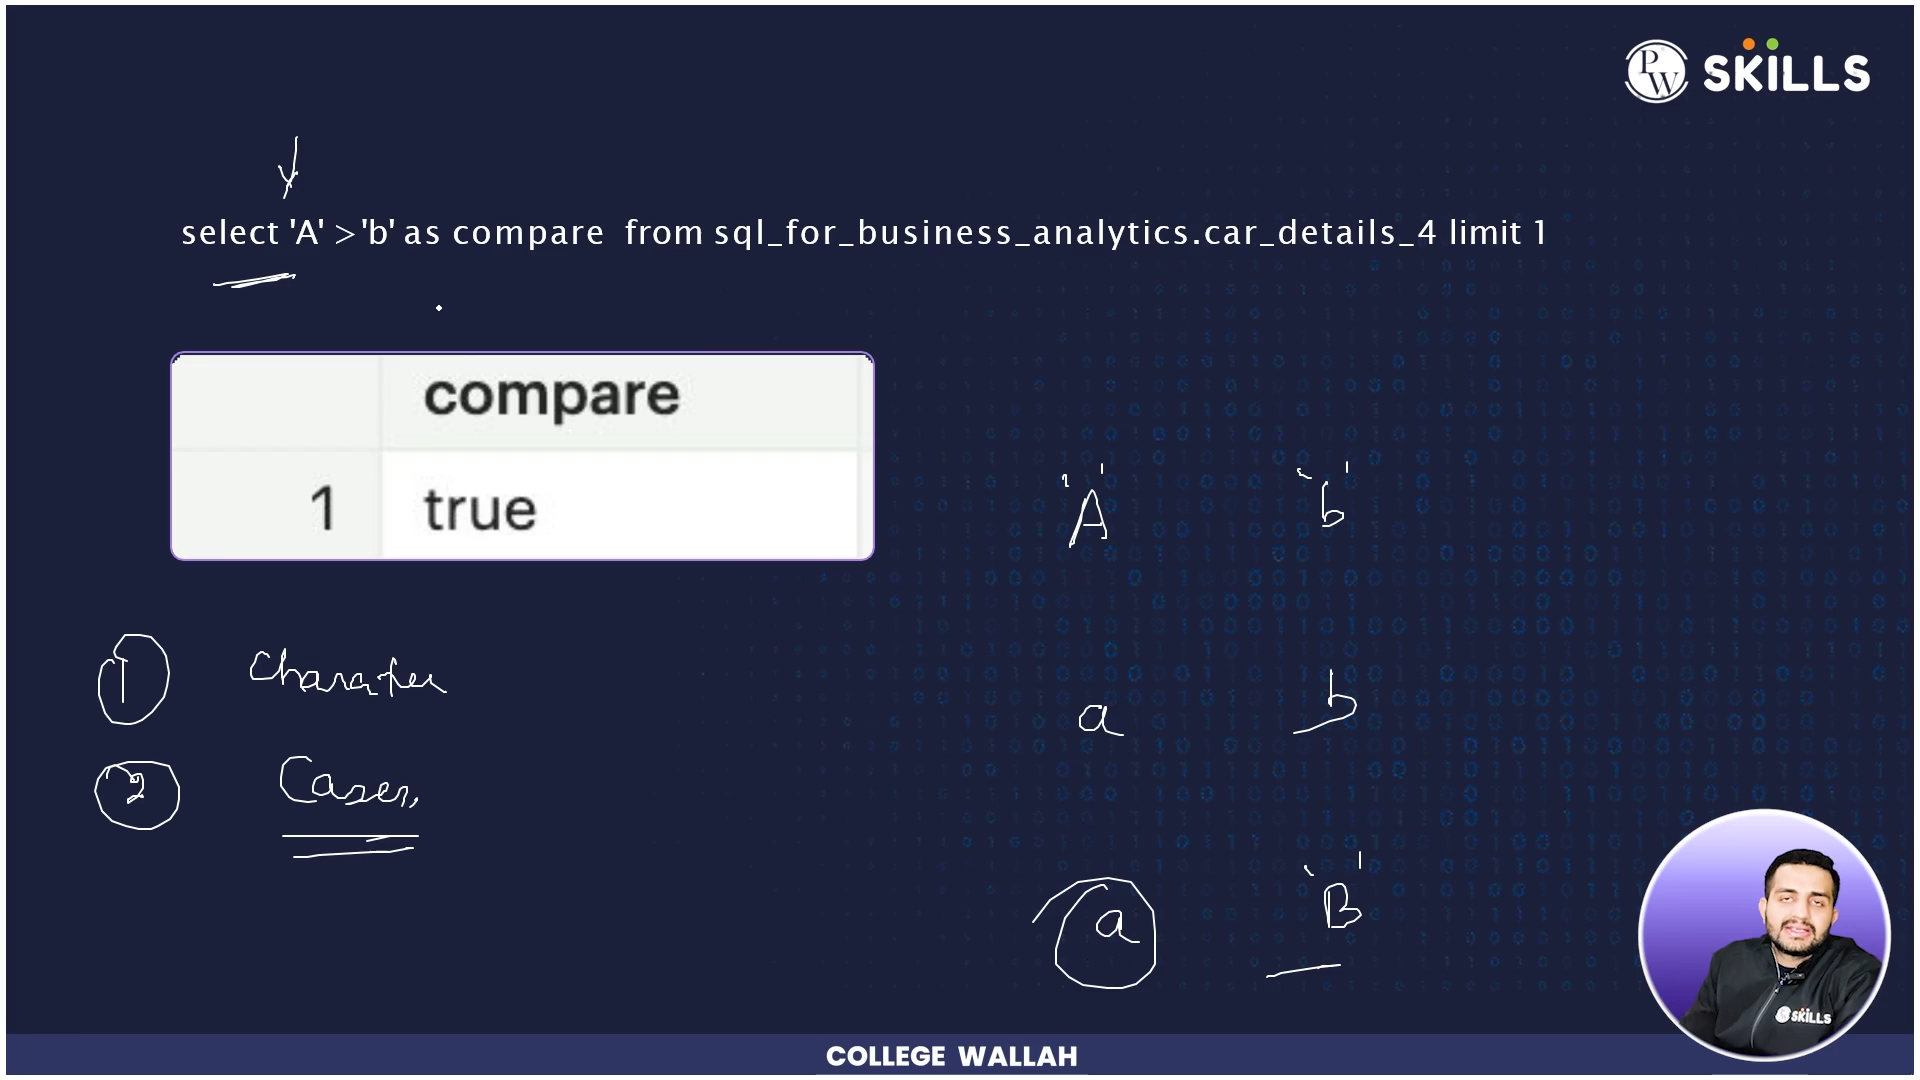 PW SKILLS
select 'A' >'b' as compare from sql_for_business_analytics.car_details_4 limit 1
compare
1 true
'A' 'b'
1 Character
a b
2 Cases,
a 'B'
SKILLS
COLLEGE WALLAH